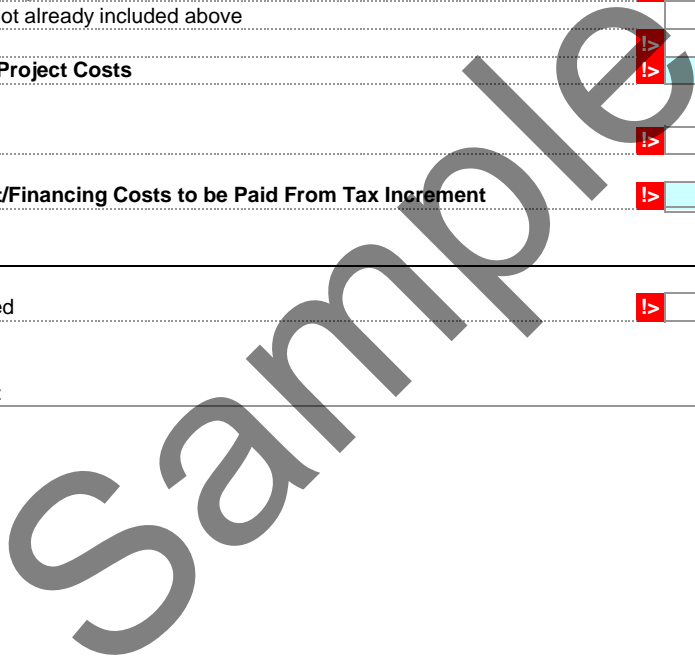 ot already included above
!>
Project Costs !>
!>
/Financing Costs to be Paid From Tax Increment !>
ed !>
Sample